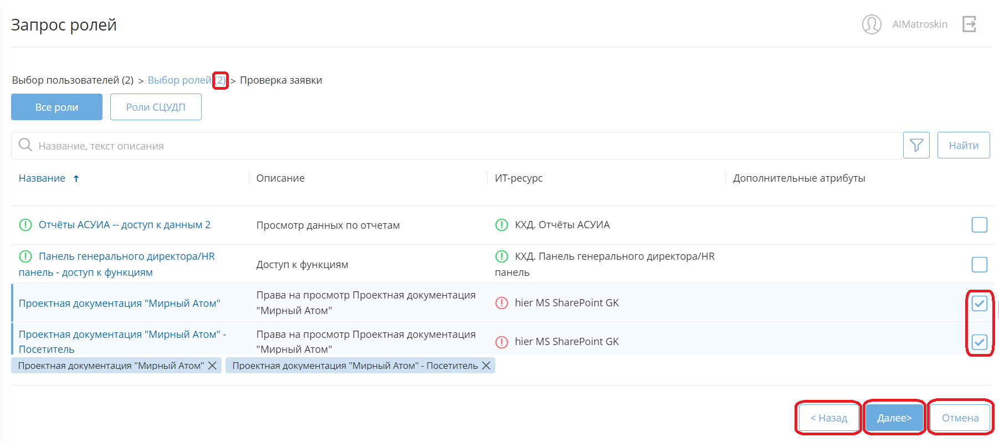 Запрос ролей
AIMatroskin
Выбор пользователей (2) > Выбор ролей (2) > Проверка заявки
Все роли
Роли СЦУДП
Название, текст описания
Найти
Название ↑
Описание
ИТ-ресурс
Дополнительные атрибуты
Отчёты АСУИА -- доступ к данным 2
Просмотр данных по отчетам
КХД. Отчёты АСУИА
Панель генерального директора/HR
панель - доступ к функциям
Доступ к функциям
КХД. Панель генерального директора/HR
панель
Проектная документация "Мирный Атом"
Права на просмотр Проектная документация
"Мирный Атом"
hier MS SharePoint GK
Проектная документация "Мирный Атом" -
Посетитель
Права на просмотр Проектная документация
"Мирный Атом"
hier MS SharePoint GK
Проектная документация "Мирный Атом"
Проектная документация "Мирный Атом" - Посетитель
< Назад
Далее>
Отмена